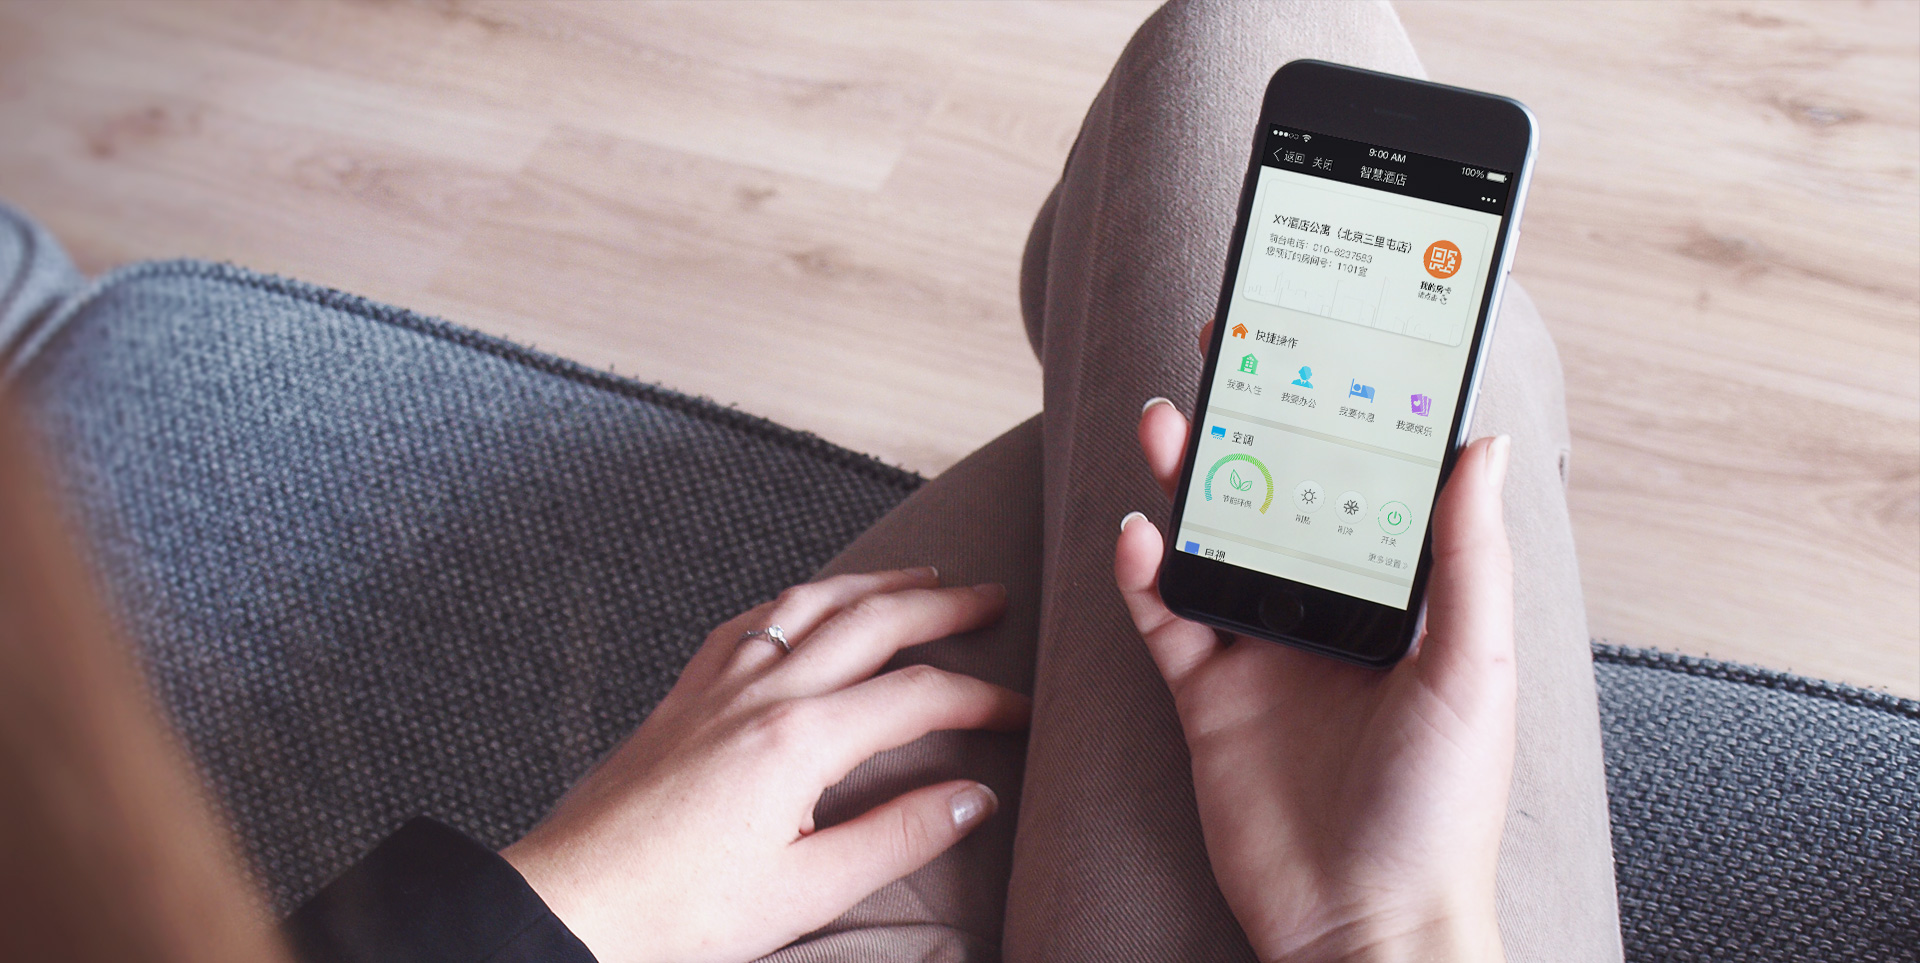 9:00 AM
100%
返回 关闭
智慧酒店
XY酒店公寓（北京三里屯店）
前台电话：010-6237583
您预订的房间号：1101室
我的房卡
请点击
快捷操作
我要入住
我要办公
我要休息
我要娱乐
空调
节能环保
制热
制冷
开关
更多设置
电视